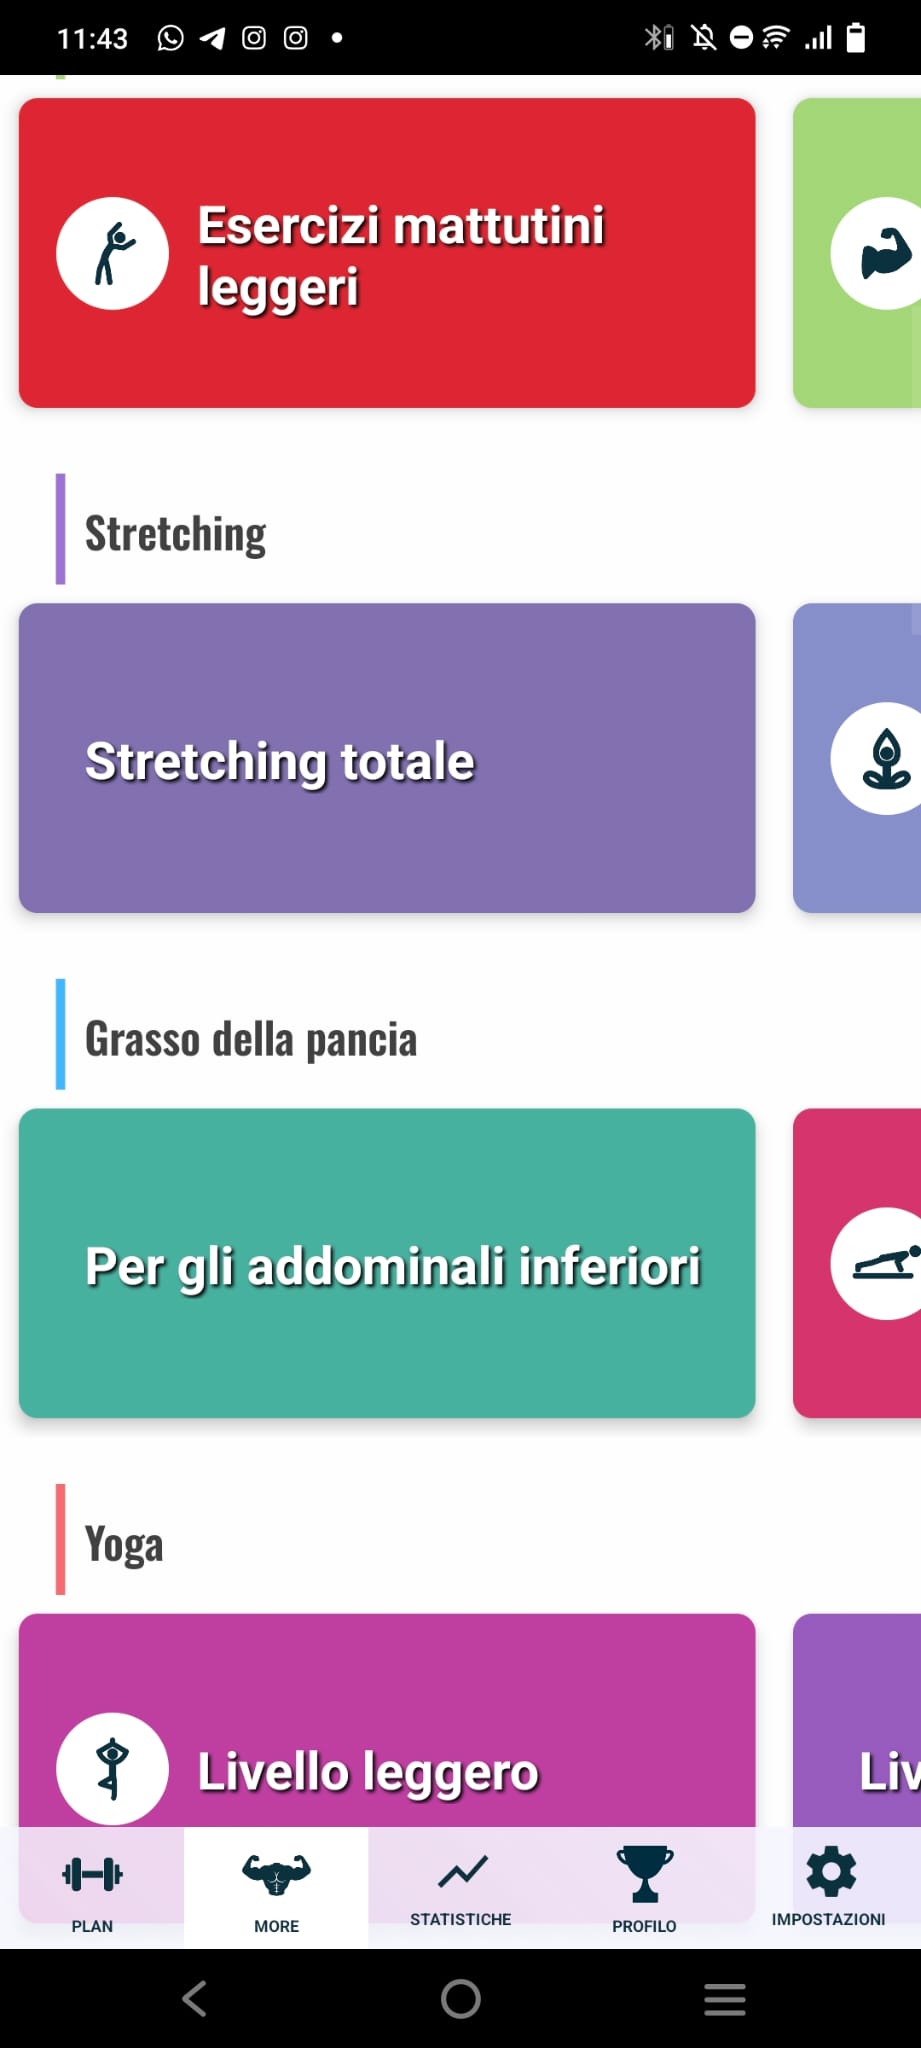 11:43
Esercizi mattutini
leggeri
Stretching
Stretching totale
Grasso della pancia
Per gli addominali inferiori
Yoga
Livello leggero
Liv
PLAN
MORE
STATISTICHE
PROFILO
IMPOSTAZIONI